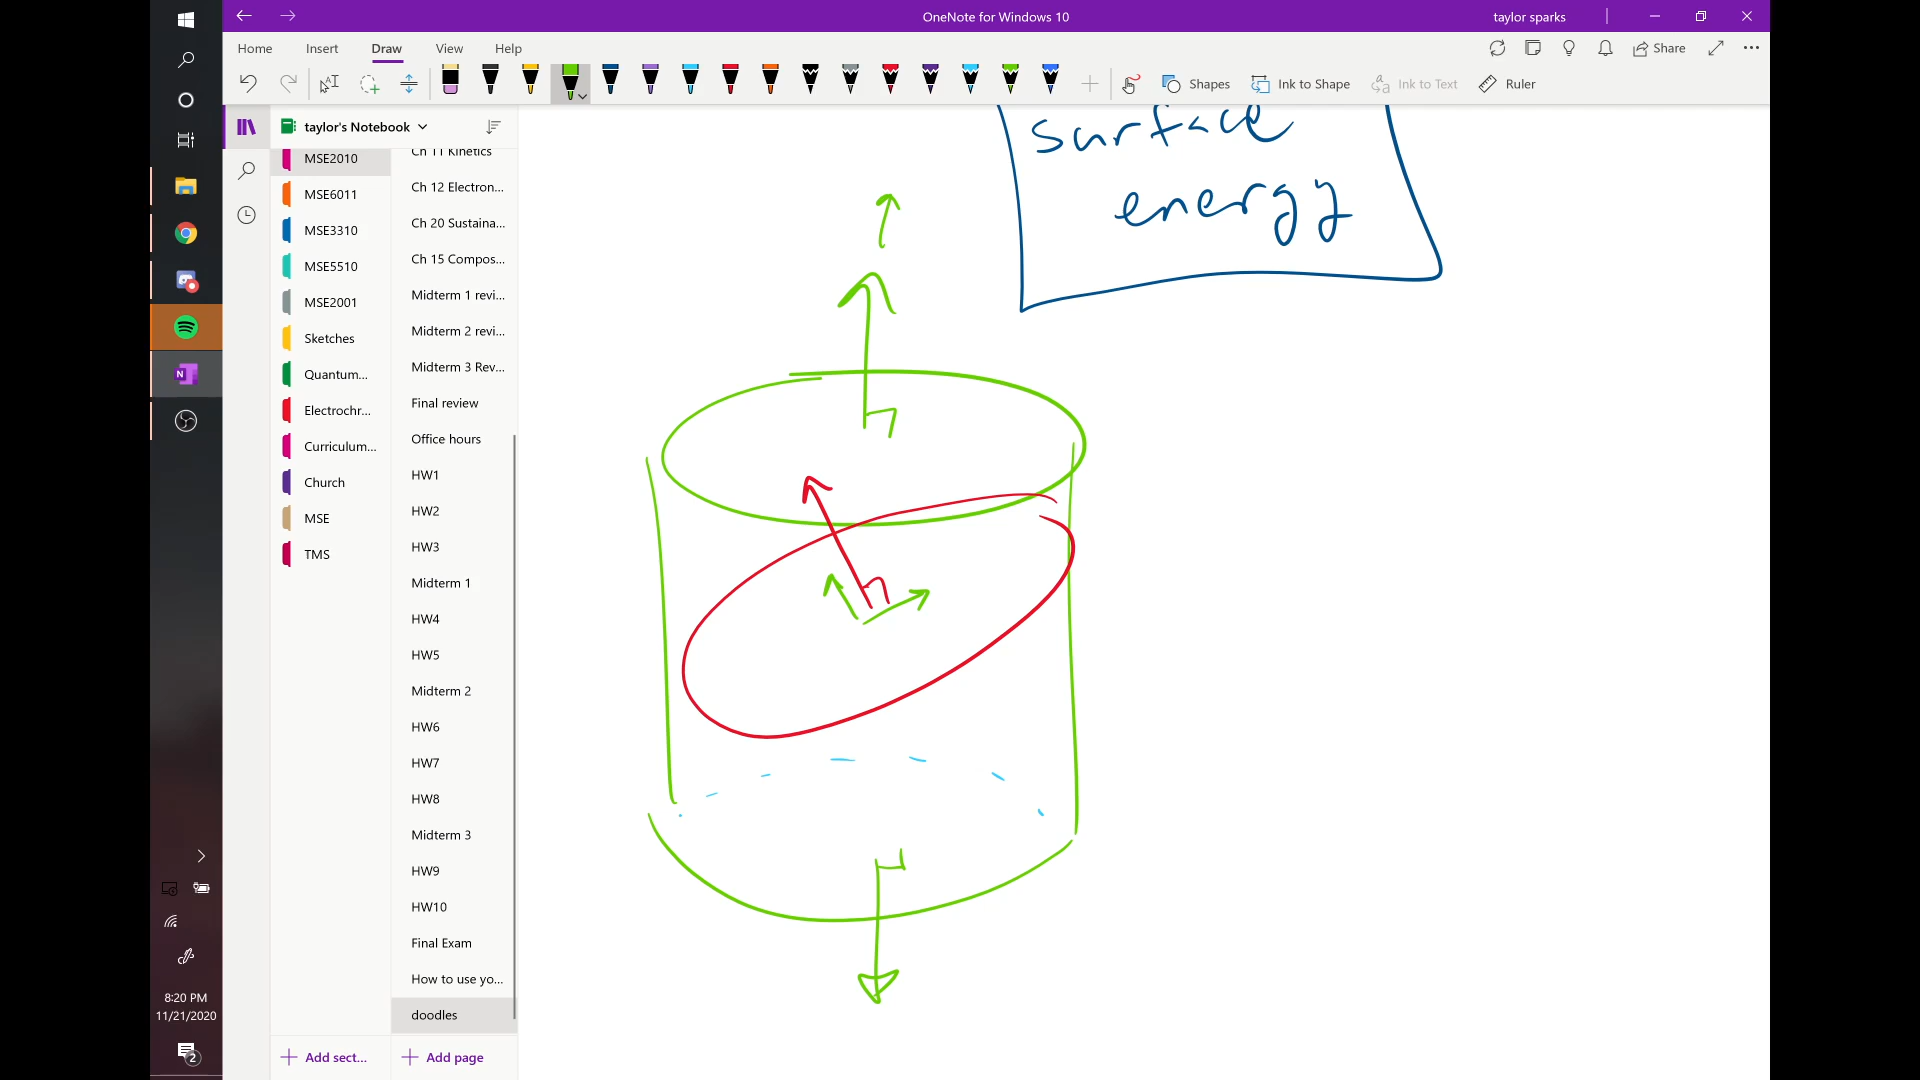 OneNote for Windows 10
taylor sparks
Home Insert Draw View Help
Share
Shapes
Ink to Shape
Ink to Text
Ruler
taylor's Notebook
MSE2010
MSE6011
MSE3310
MSE5510
MSE2001
Sketches
Quantum...
Electrochr...
Curriculum...
Church
MSE
TMS
Add sect...
Ch 11 Kinetics
Ch 12 Electron...
Ch 20 Sustaina...
Ch 15 Compos...
Midterm 1 revi...
Midterm 2 revi...
Midterm 3 Rev...
Final review
Office hours
HW1
HW2
HW3
Midterm 1
HW4
HW5
Midterm 2
HW6
HW7
HW8
Midterm 3
HW9
HW10
Final Exam
How to use yo...
doodles
Add page
surface
energy
N
8:20 PM
11/21/2020
2